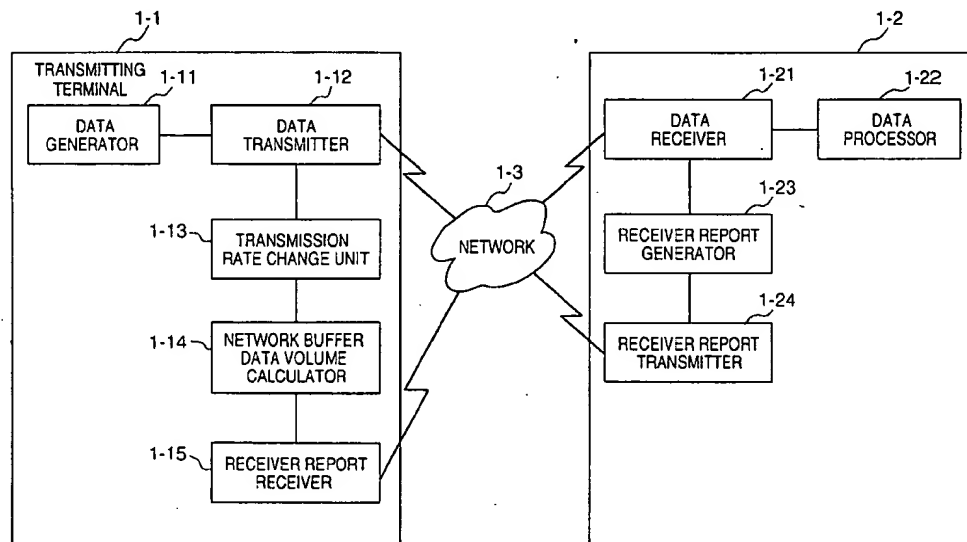 1-1
TRANSMITTING
TERMINAL
1-11
DATA
GENERATOR
1-12
DATA
TRANSMITTER
1-13
TRANSMISSION
RATE CHANGE UNIT
1-14
NETWORK BUFFER
DATA VOLUME
CALCULATOR
1-15
RECEIVER REPORT
RECEIVER
1-3
NETWORK
1-2
1-21
DATA
RECEIVER
1-22
DATA
PROCESSOR
1-23
RECEIVER REPORT
GENERATOR
1-24
RECEIVER REPORT
TRANSMITTER